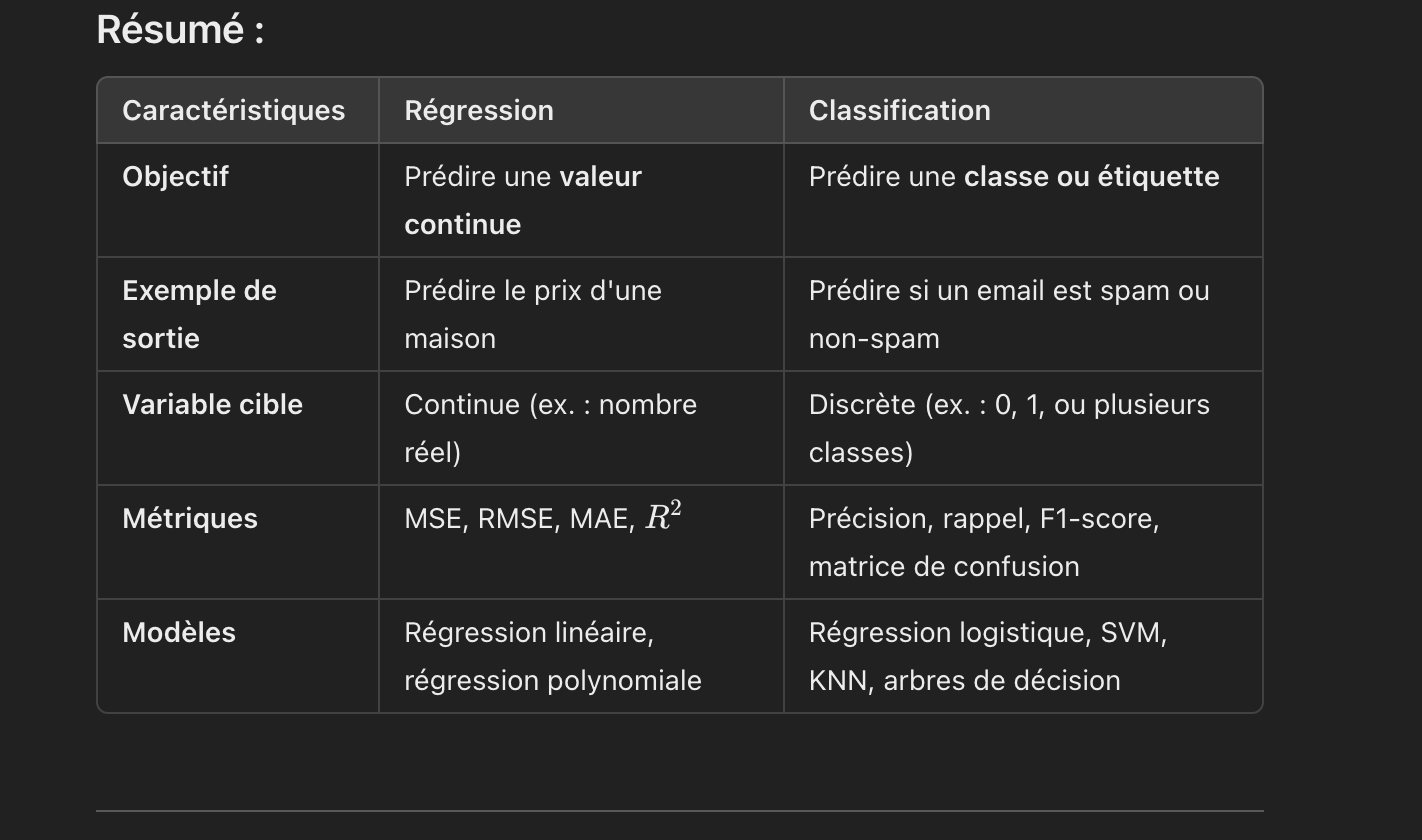 Résumé :
Caractéristiques Régression Classification
Objectif Prédire une valeur continue Prédire une classe ou étiquette
Exemple de sortie Prédire le prix d'une maison Prédire si un email est spam ou non-spam
Variable cible Continue (ex. : nombre réel) Discrète (ex. : 0, 1, ou plusieurs classes)
Métriques MSE, RMSE, MAE, R² Précision, rappel, F1-score, matrice de confusion
Modèles Régression linéaire, régression polynomiale Régression logistique, SVM, KNN, arbres de décision